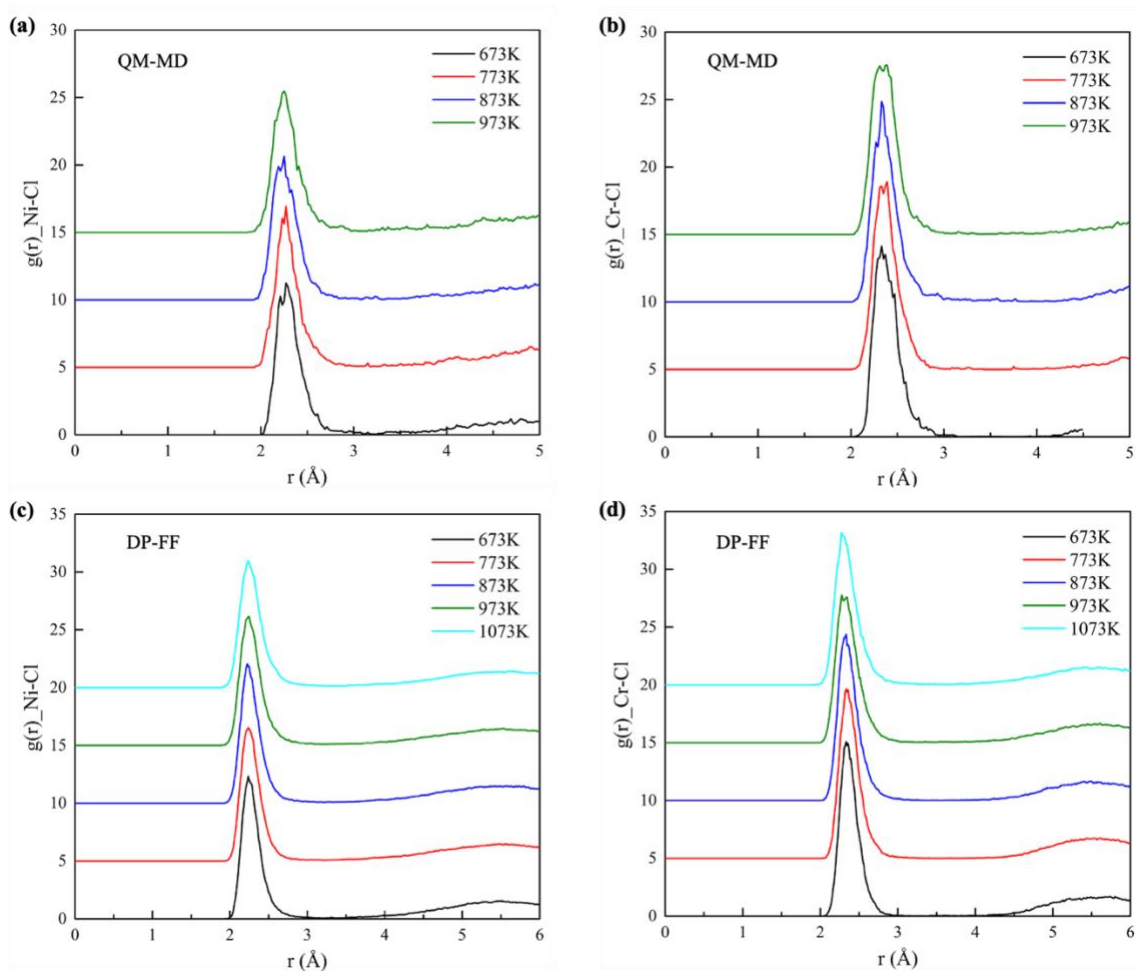 (a)
QM-MD
673K
773K
873K
973K
g(r)_Ni-Cl
30
25
20
15
10
5
0
0 1 2 3 4 5
r (Å)
(b)
QM-MD
673K
773K
873K
973K
g(r)_Cr-Cl
30
25
20
15
10
5
0
0 1 2 3 4 5
r (Å)
(c)
DP-FF
673K
773K
873K
973K
1073K
g(r)_Ni-Cl
35
30
25
20
15
10
5
0
0 1 2 3 4 5 6
r (Å)
(d)
DP-FF
673K
773K
873K
973K
1073K
g(r)_Cr-Cl
35
30
25
20
15
10
5
0
0 1 2 3 4 5 6
r (Å)